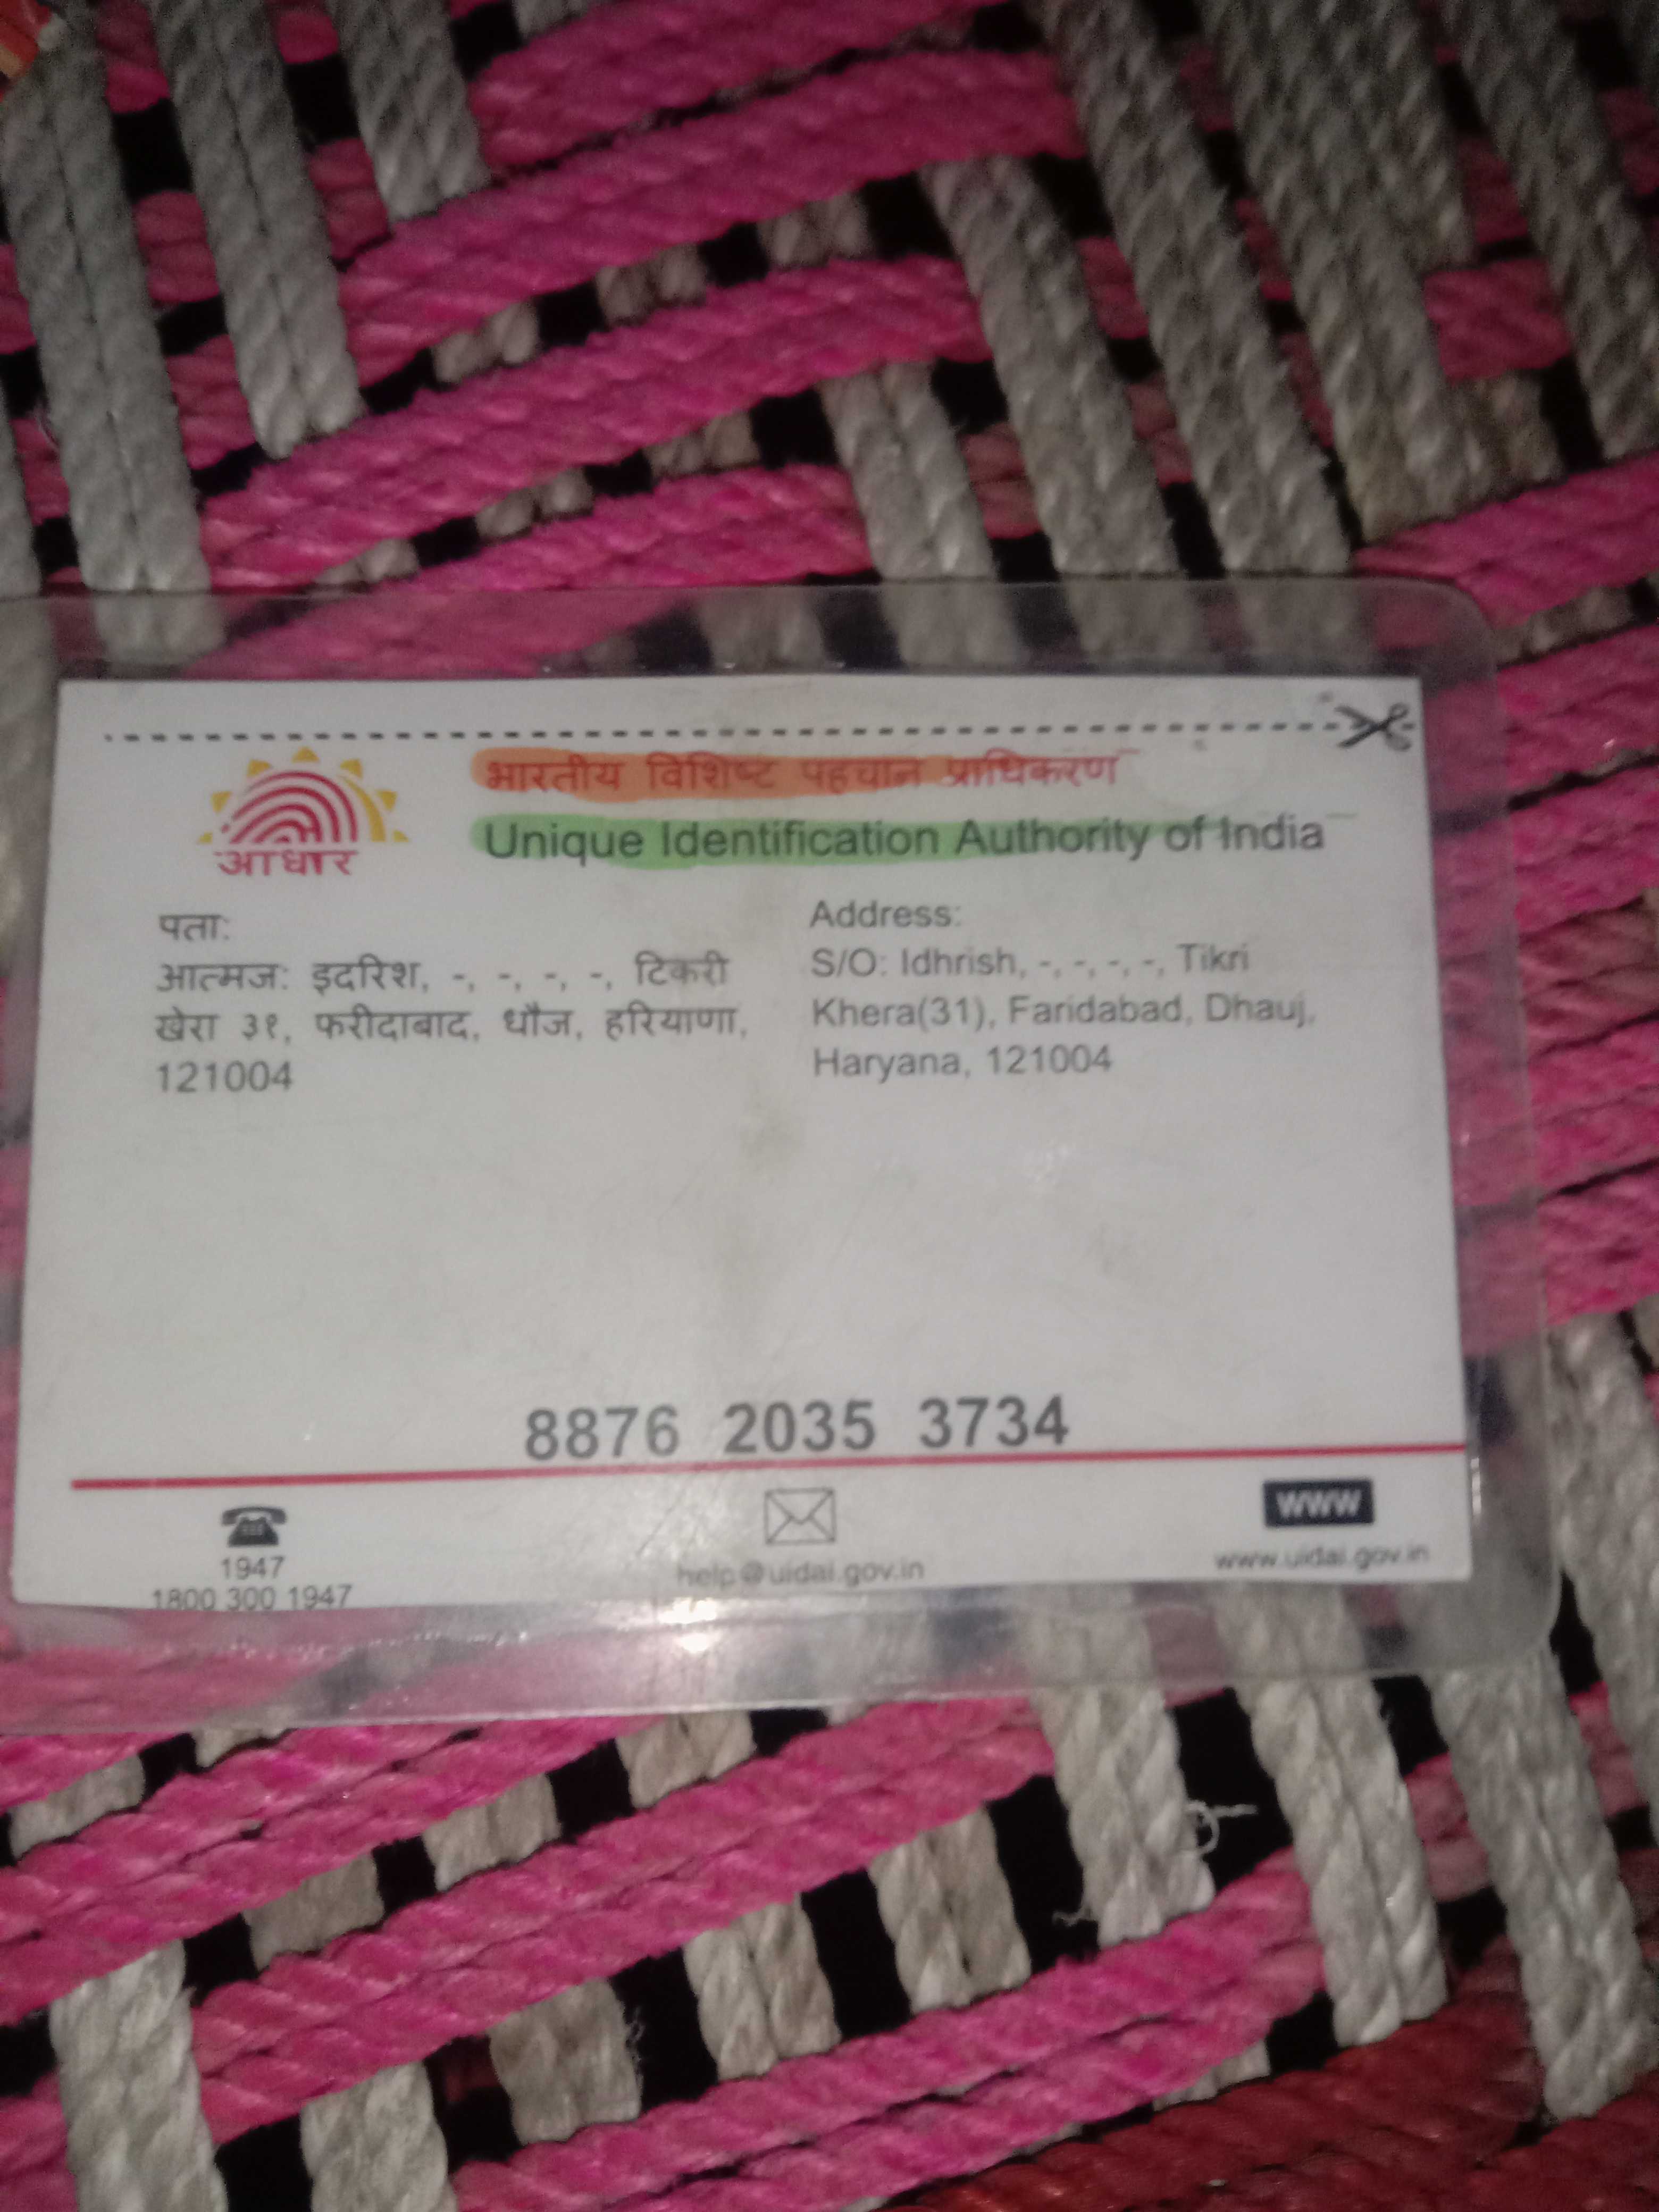 भारतीय विशिष्ट पहचान प्राधिकरण
Unique Identification Authority of India
आधार
पता:
आत्मज: इदरिश, -, -, -, -, टिकरी
खेरा ३१, फरीदाबाद, धौज, हरियाणा,
121004
Address:
S/O: Idhrish, -, -, -, -, Tikri
Khera(31), Faridabad, Dhauj,
Haryana, 121004
8876 2035 3734
1947
1800 300 1947
help@uidai.gov.in
www
www.uidai.gov.in